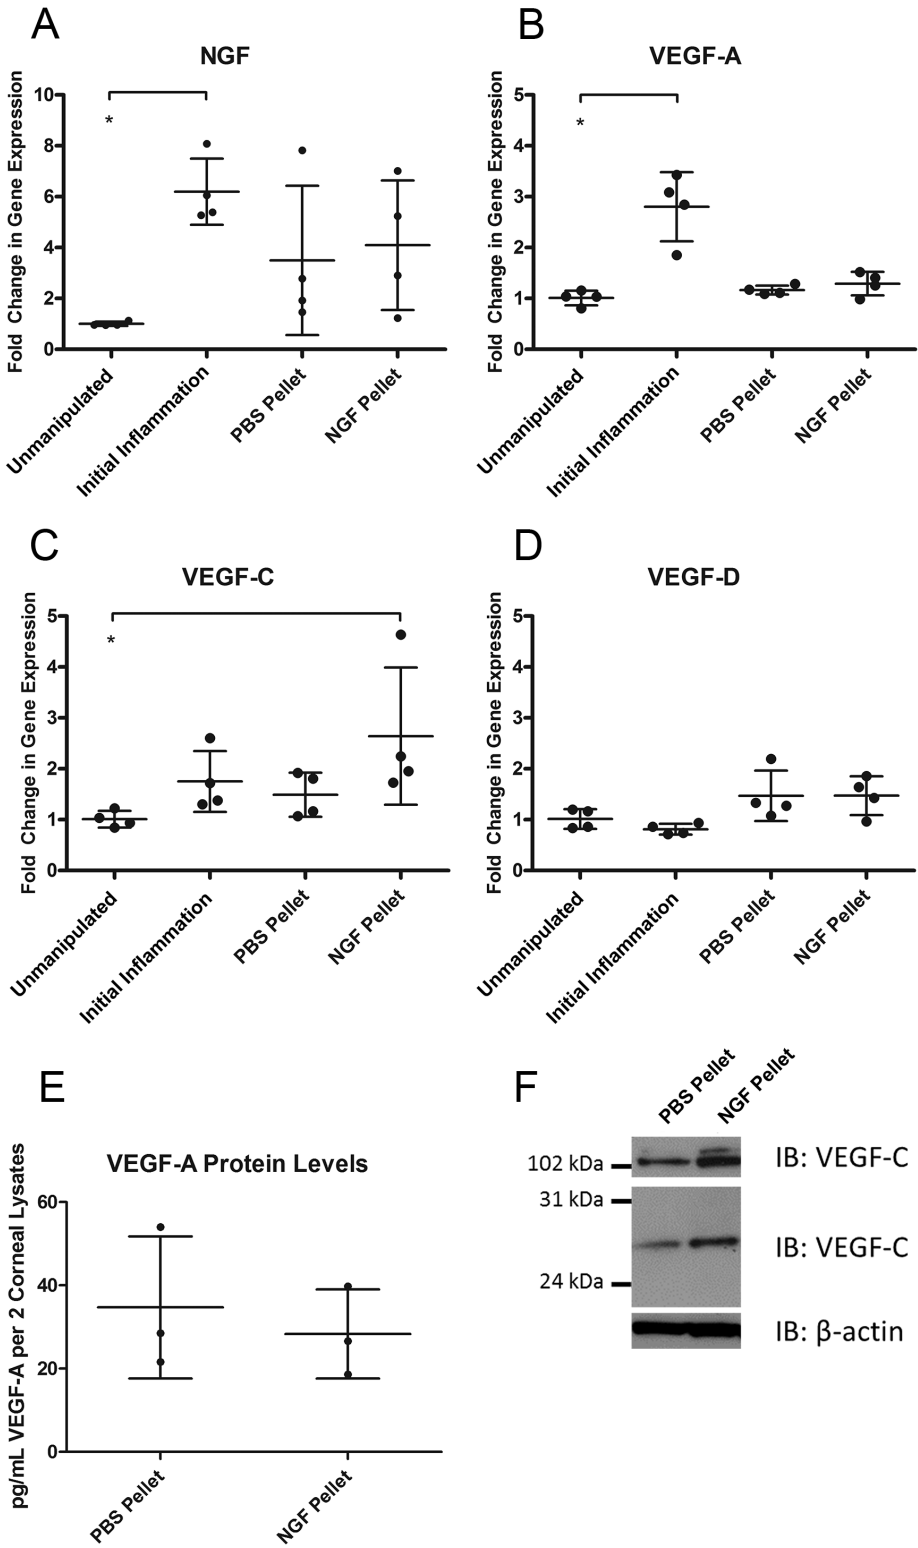 A
NGF
Fold Change in Gene Expression
10
8
6
4
2
0
*
Unmanipulated
Initial Inflammation
PBS Pellet
NGF Pellet
B
VEGF-A
Fold Change in Gene Expression
5
4
3
2
1
0
*
Unmanipulated
Initial Inflammation
PBS Pellet
NGF Pellet
C
VEGF-C
Fold Change in Gene Expression
5
4
3
2
1
0
*
Unmanipulated
Initial Inflammation
PBS Pellet
NGF Pellet
D
VEGF-D
Fold Change in Gene Expression
5
4
3
2
1
0
Unmanipulated
Initial Inflammation
PBS Pellet
NGF Pellet
E
VEGF-A Protein Levels
pg/mL VEGF-A per 2 Corneal Lysates
60
40
20
0
PBS Pellet
NGF Pellet
F
PBS Pellet
NGF Pellet
102 kDa
IB: VEGF-C
31 kDa
IB: VEGF-C
24 kDa
IB: β-actin